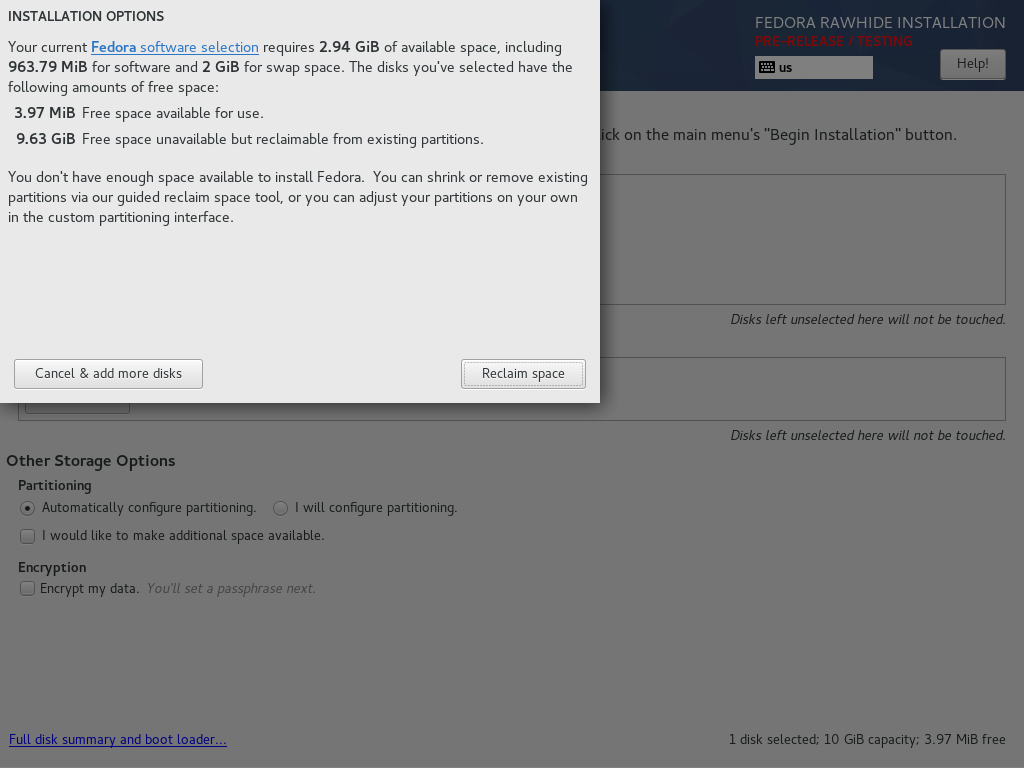 INSTALLATION OPTIONS
Your current Fedora software selection requires 2.94 GiB of available space, including
963.79 MiB for software and 2 GiB for swap space. The disks you've selected have the
following amounts of free space:
3.97 MiB Free space available for use.
9.63 GiB Free space unavailable but reclaimable from existing partitions.
You don't have enough space available to install Fedora.  You can shrink or remove existing
partitions via our guided reclaim space tool, or you can adjust your partitions on your own
in the custom partitioning interface.
Cancel & add more disks
Reclaim space
FEDORA RAWHIDE INSTALLATION
PRE-RELEASE / TESTING
us
Help!
ick on the main menu's "Begin Installation" button.
Disks left unselected here will not be touched.
Disks left unselected here will not be touched.
Other Storage Options
Partitioning
Automatically configure partitioning. I will configure partitioning.
I would like to make additional space available.
Encryption
Encrypt my data. You'll set a passphrase next.
Full disk summary and boot loader...
1 disk selected; 10 GiB capacity; 3.97 MiB free